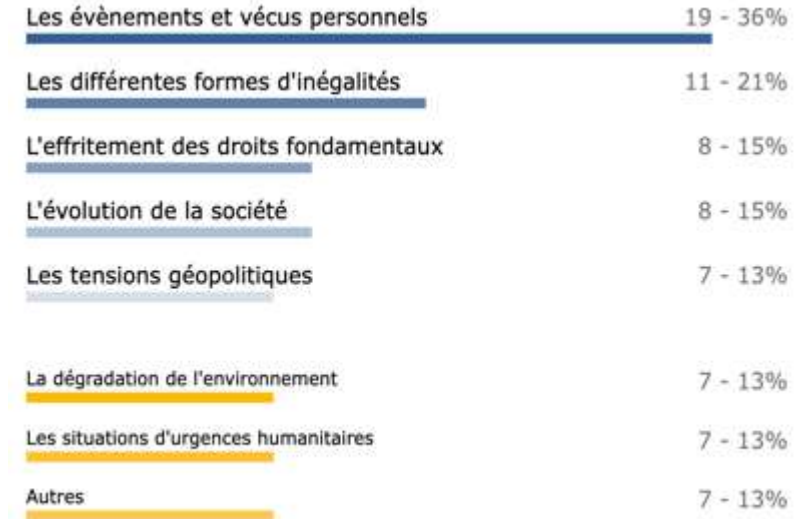 Les évènements et vécus personnels 19 - 36%
Les différentes formes d'inégalités 11 - 21%
L'effritement des droits fondamentaux 8 - 15%
L'évolution de la société 8 - 15%
Les tensions géopolitiques 7 - 13%
La dégradation de l'environnement 7 - 13%
Les situations d'urgences humanitaires 7 - 13%
Autres 7 - 13%